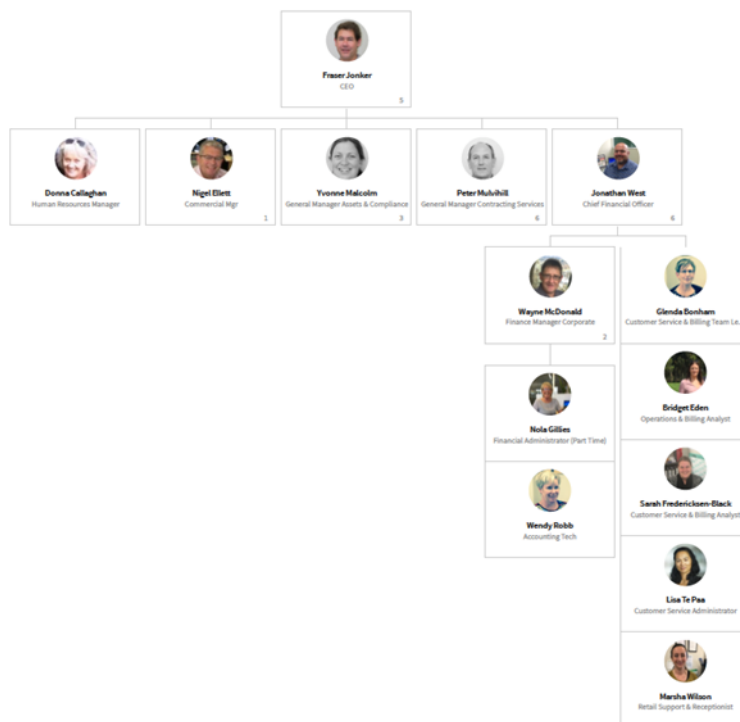 Fraser Jonker
CEO
5
Donna Callaghan
Human Resources Manager
Nigel Ellett
Commercial Mgr
1
Yvonne Malcolm
General Manager Assets & Compliance
3
Peter Mulvihill
General Manager Contracting Services
6
Jonathan West
Chief Financial Officer
6
Wayne McDonald
Finance Manager Corporate
2
Nola Gillies
Financial Administrator (Part Time)
Wendy Robb
Accounting Tech
Glenda Bonham
Customer Service & Billing Team Le..
Bridget Eden
Operations & Billing Analyst
Sarah Fredericksen-Black
Customer Service & Billing Analyst
Lisa Te Paa
Customer Service Administrator
Marsha Wilson
Retail Support & Receptionist